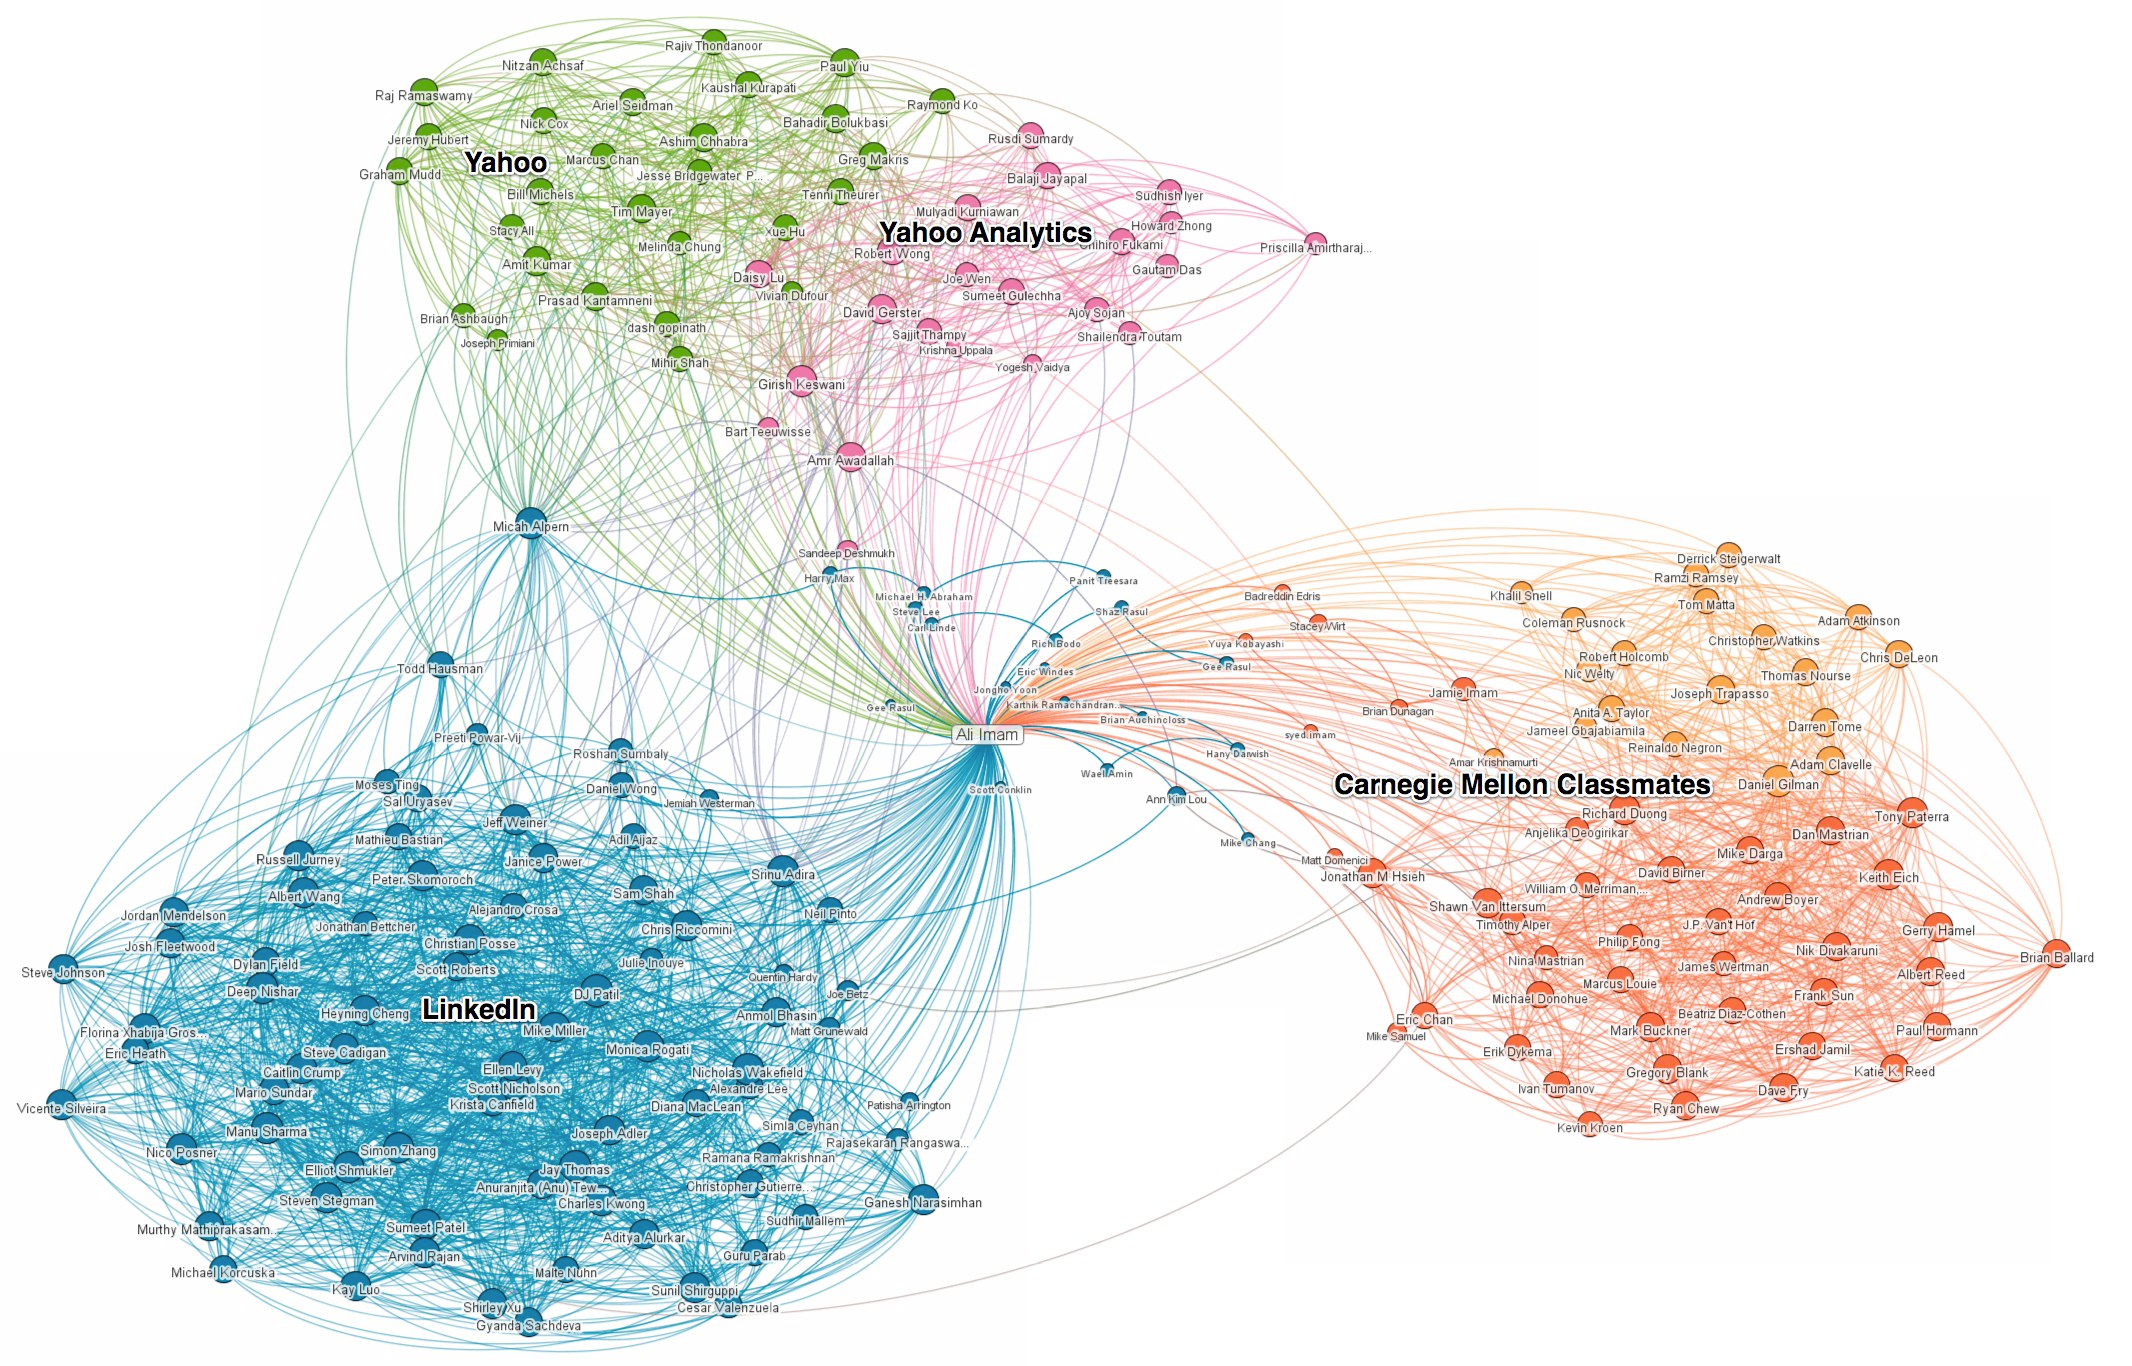 Rajiv Thondanoor
Nitzan Achsaf
Paul Yiu
Raj Ramaswamy
Kaushal Kurapati
Ariel Seidman
Raymond Ko
Nick Cox
Bahadir Bolukbasi
Jeremy Hubert
Ashim Chhabra
Rusdi Sumardy
Yahoo
Marcus Chan
Greg Makris
Graham Mudd
Jesse Bridgewater P...
Balaji Jayapal
Bill Michels
Tenni Theurer
Sudhish Iyer
Tim Mayer
Mulyadi Kurniawan
Stacy Ali
Xue Hu
Yahoo Analytics
Howard Zhong
Melinda Chung
Robert Wong
Chihiro Fukami
Priscilla Amirtharaj...
Amit Kumar
Daisy Lu
Joe Wen
Gautam Das
Prasad Kantamneni
Vivian Dufour
Sumeet Gulechha
Brian Ashbaugh
dash gopinath
David Gerster
Ajoy Sojan
Joseph Primiani
Sajjit Thampy
Shailendra Toutam
Krishna Uppala
Mihir Shah
Yogesh Vaidya
Girish Keswani
Bart Teeuwisse
Amr Awadallah
Micah Alpern
Sandeep Deshmukh
Harry Max
Panit Treesara
Michael H. Abraham
Steve Lee
Shaz Rasul
Carl Linde
Rich Bodo
Badreddin Edris
Stacey Wirt
Yuya Kobayashi
Todd Hausman
Eric Windes
Gee Rasul
Jongho Yoon
Gee Rasul
Karthik Ramachandran...
Brian Auchincloss
Jamie Imam
Brian Dunagan
Ali Imam
syed imam
Hany Darwish
Wael Amin
Scott Conklin
Ann Kim Lou
Mike Chang
Derrick Steigerwalt
Ramzi Ramsey
Khalil Snell
Tom Matta
Coleman Rusnock
Adam Atkinson
Christopher Watkins
Robert Holcomb
Chris DeLeon
Nic Welty
Thomas Nourse
Joseph Trapasso
Anita A. Taylor
Jameel Gbajabiamila
Darren Tome
Reinaldo Negron
Amar Krishnamurti
Adam Clavelle
Carnegie Mellon Classmates
Daniel Gilman
Richard Duong
Tony Paterra
Anjelika Deogirikar
Dan Mastrian
Mike Darga
Matt Domenici
Jonathan M Hsieh
David Birner
Keith Eich
William O. Merriman,...
Andrew Boyer
Shawn Van Ittersum
Timothy Alper
J.P. Van't Hof
Gerry Hamel
Philip Fong
Nik Divakaruni
Nina Mastrian
James Wertman
Brian Ballard
Albert Reed
Marcus Louie
Michael Donohue
Frank Sun
Beatriz Diaz-Cothen
Eric Chan
Mark Buckner
Paul Hormann
Mike Samuel
Erik Dykema
Ershad Jamil
Gregory Blank
Katie K. Reed
Ivan Tumanov
Dave Fry
Ryan Chew
Kevin Kroen
Preeti Powar-Vij
Roshan Sumbaly
Moses Ting
Daniel Wong
Sal Uryasev
Jemiah Westerman
Jeff Weiner
Mathieu Bastian
Adil Aijaz
Russell Jurney
Janice Power
Peter Skomoroch
Srinu Adira
Albert Wang
Sam Shah
Alejandro Crosa
Jordan Mendelson
Neil Pinto
Jonathan Bettcher
Chris Riccomini
Josh Fleetwood
Christian Posse
Dylan Field
Julie Inouye
Scott Roberts
Steve Johnson
Quentin Hardy
Deep Nishar
DJ Patil
Joe Betz
LinkedIn
Heyning Cheng
Anmol Bhasin
Florina Xhabija Gros...
Mike Miller
Matt Grunewald
Eric Heath
Steve Cadigan
Monica Rogati
Caitlin Crump
Ellen Levy
Nicholas Wakefield
Mario Sundar
Scott Nicholson
Alexandre Lee
Vicente Silveira
Krista Canfield
Diana MacLean
Patisha Arrington
Manu Sharma
Joseph Adler
Simla Ceyhan
Rajasekaran Rangaswa...
Nico Posner
Simon Zhang
Ramana Ramakrishnan
Elliot Shmukler
Jay Thomas
Anuranjita (Anu) Tew...
Christopher Gutierre...
Steven Stegman
Charles Kwong
Ganesh Narasimhan
Murthy Mathiprakasam...
Sumeet Patel
Sudhir Mallem
Aditya Alurkar
Arvind Rajan
Guru Parab
Michael Korcuska
Malte Nuhn
Kay Luo
Sunil Shirguppi
Shirley Xu
Cesar Valenzuela
Gyanda Sachdeva